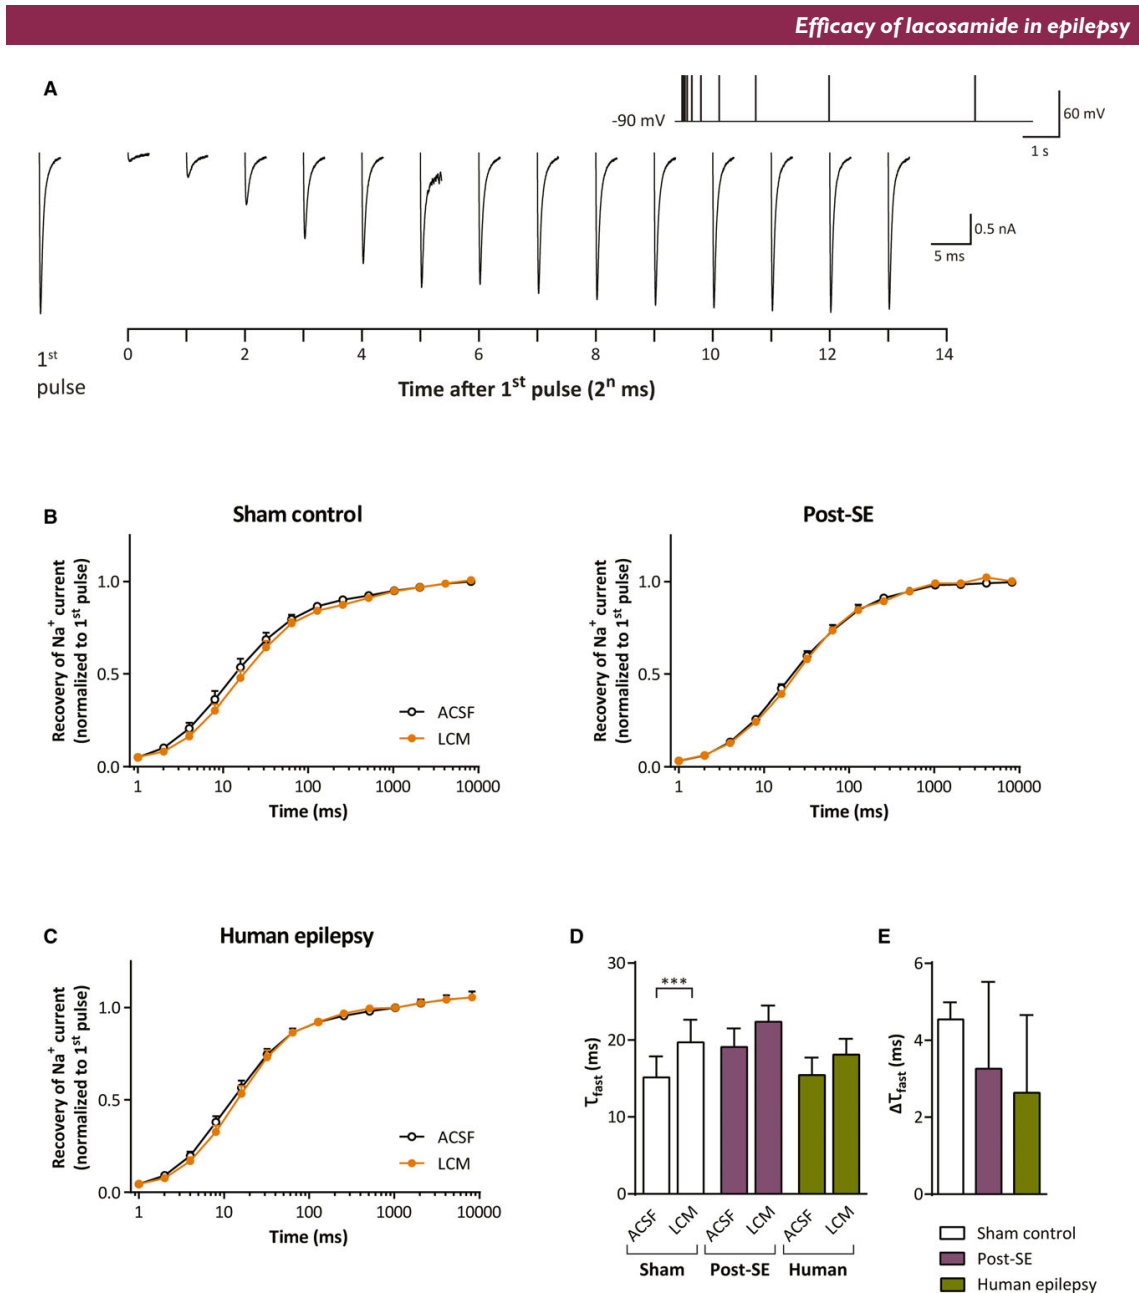 Efficacy of lacosamide in epilepsy
A
-90 mV
60 mV
1 s
0.5 nA
5 ms
1st pulse
0 2 4 6 8 10 12 14
Time after 1st pulse (2n ms)
B
Sham control
Recovery of Na+ current
(normalized to 1st pulse)
1.0
0.5
0.0
ACSF
LCM
1 10 100 1000 10000
Time (ms)
Post-SE
Recovery of Na+ current
(normalized to 1st pulse)
1.0
0.5
0.0
1 10 100 1000 10000
Time (ms)
C
Human epilepsy
Recovery of Na+ current
(normalized to 1st pulse)
1.0
0.5
0.0
ACSF
LCM
1 10 100 1000 10000
Time (ms)
D
τfast (ms)
30
20
10
0
***
ACSF LCM ACSF LCM ACSF LCM
Sham Post-SE Human
E
Δτfast (ms)
6
4
2
0
Sham control
Post-SE
Human epilepsy